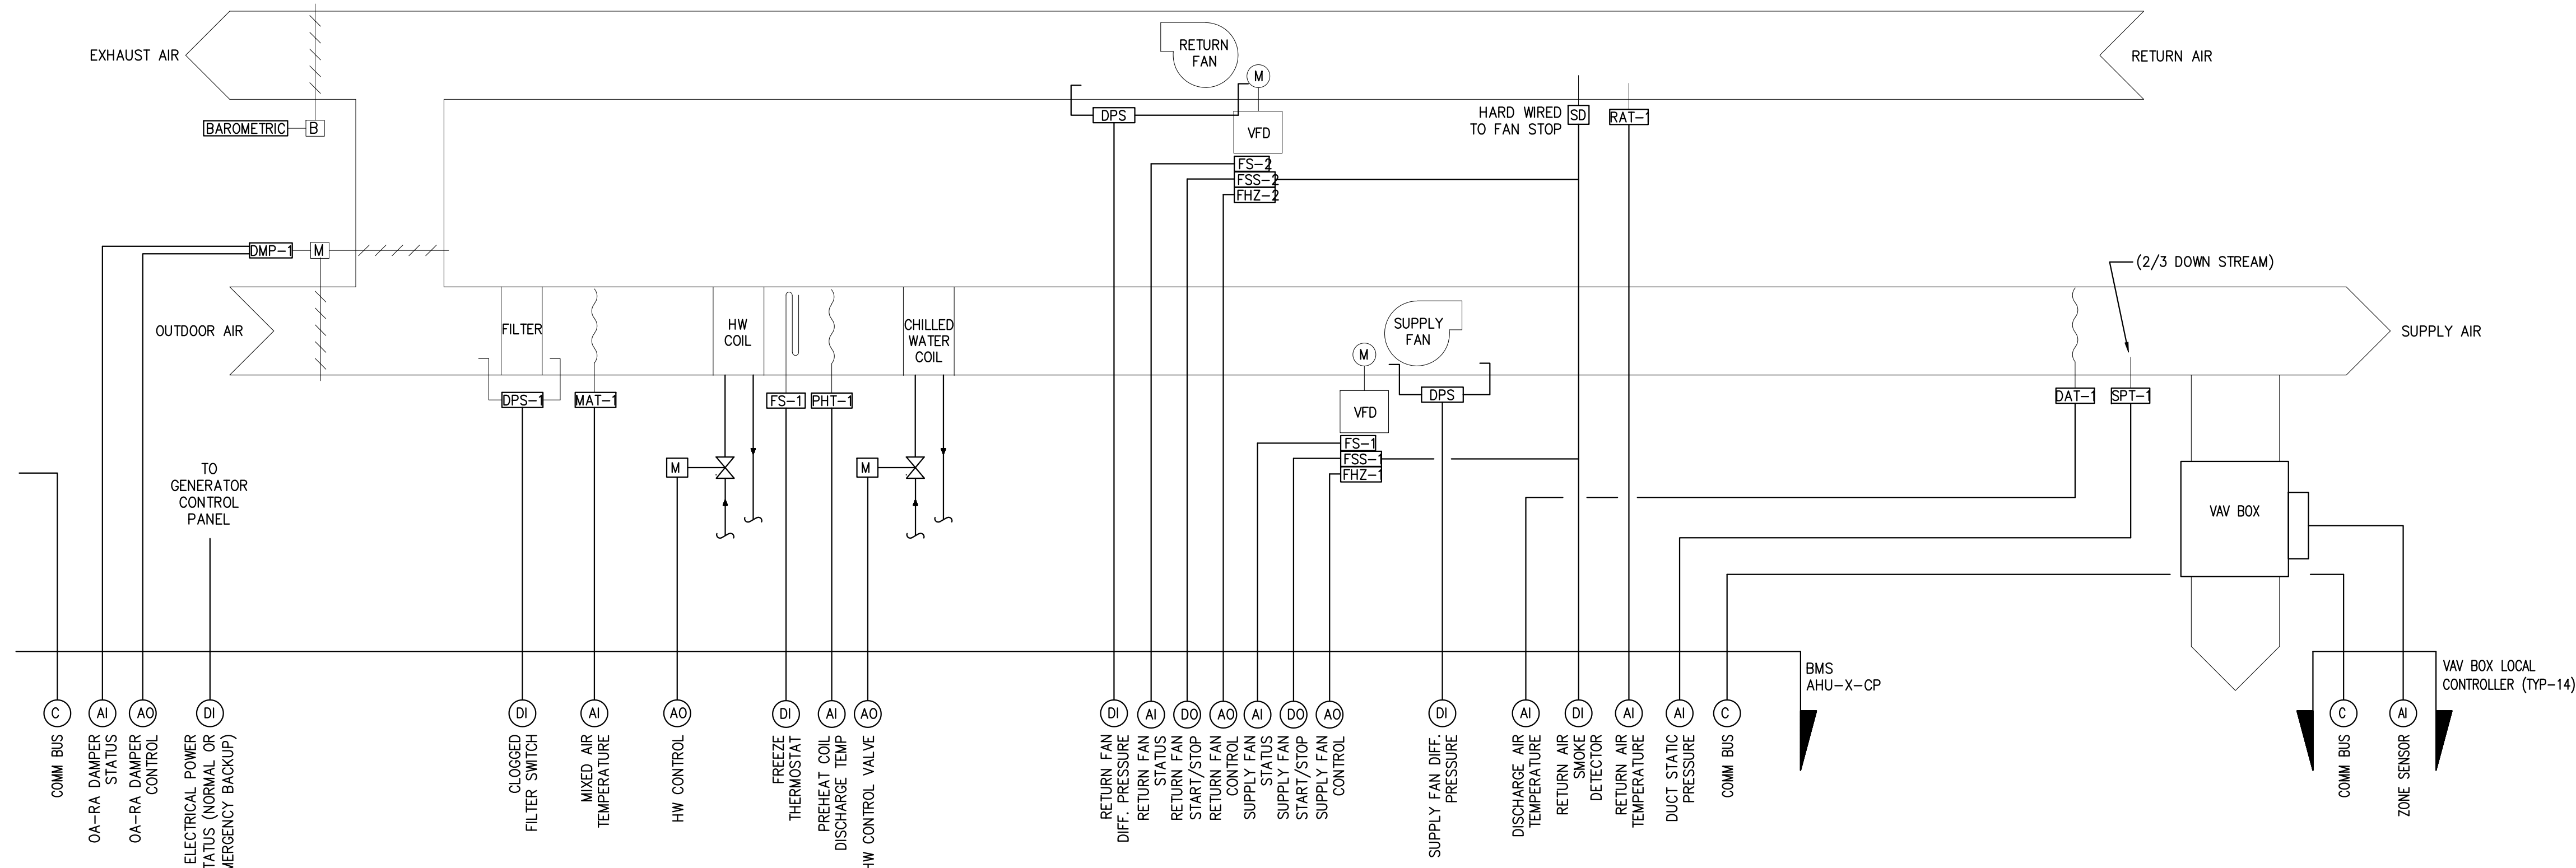 EXHAUST AIR
RETURN
FAN
M
RETURN AIR
BAROMETRIC
B
DPS
VFD
HARD WIRED
TO FAN STOP
SD
RAT-1
FS-2
FSS-2
FHZ-2
DMP-1
M
(2/3 DOWN STREAM)
OUTDOOR AIR
FILTER
HW
COIL
CHILLED
WATER
COIL
SUPPLY
FAN
M
SUPPLY AIR
DPS-1
MAT-1
FS-1
PHT-1
VFD
DPS
DAT-1
SPT-1
FS-1
FSS-1
FHZ-1
TO
GENERATOR
CONTROL
PANEL
M
M
VAV BOX
BMS
AHU-X-CP
VAV BOX LOCAL
CONTROLLER (TYP-14)
C
AI
AO
DI
DI
AI
AO
DI
AI
AO
DI
AI
DO
AO
AI
DO
AO
DI
AI
DI
AI
AI
C
C
AI
COMM BUS
OA-RA DAMPER
STATUS
OA-RA DAMPER
CONTROL
ELECTRICAL POWER
TATUS (NORMAL OR
MERGENCY BACKUP)
CLOGGED
FILTER SWITCH
MIXED AIR
TEMPERATURE
HW CONTROL
FREEZE
THERMOSTAT
PREHEAT COIL
DISCHARGE TEMP
HW CONTROL VALVE
RETURN FAN
DIFF. PRESSURE
RETURN FAN
STATUS
RETURN FAN
START/STOP
RETURN FAN
CONTROL
SUPPLY FAN
STATUS
SUPPLY FAN
START/STOP
SUPPLY FAN
CONTROL
SUPPLY FAN DIFF.
PRESSURE
DISCHARGE AIR
TEMPERATURE
RETURN AIR
SMOKE
DETECTOR
RETURN AIR
TEMPERATURE
DUCT STATIC
PRESSURE
COMM BUS
COMM BUS
ZONE SENSOR